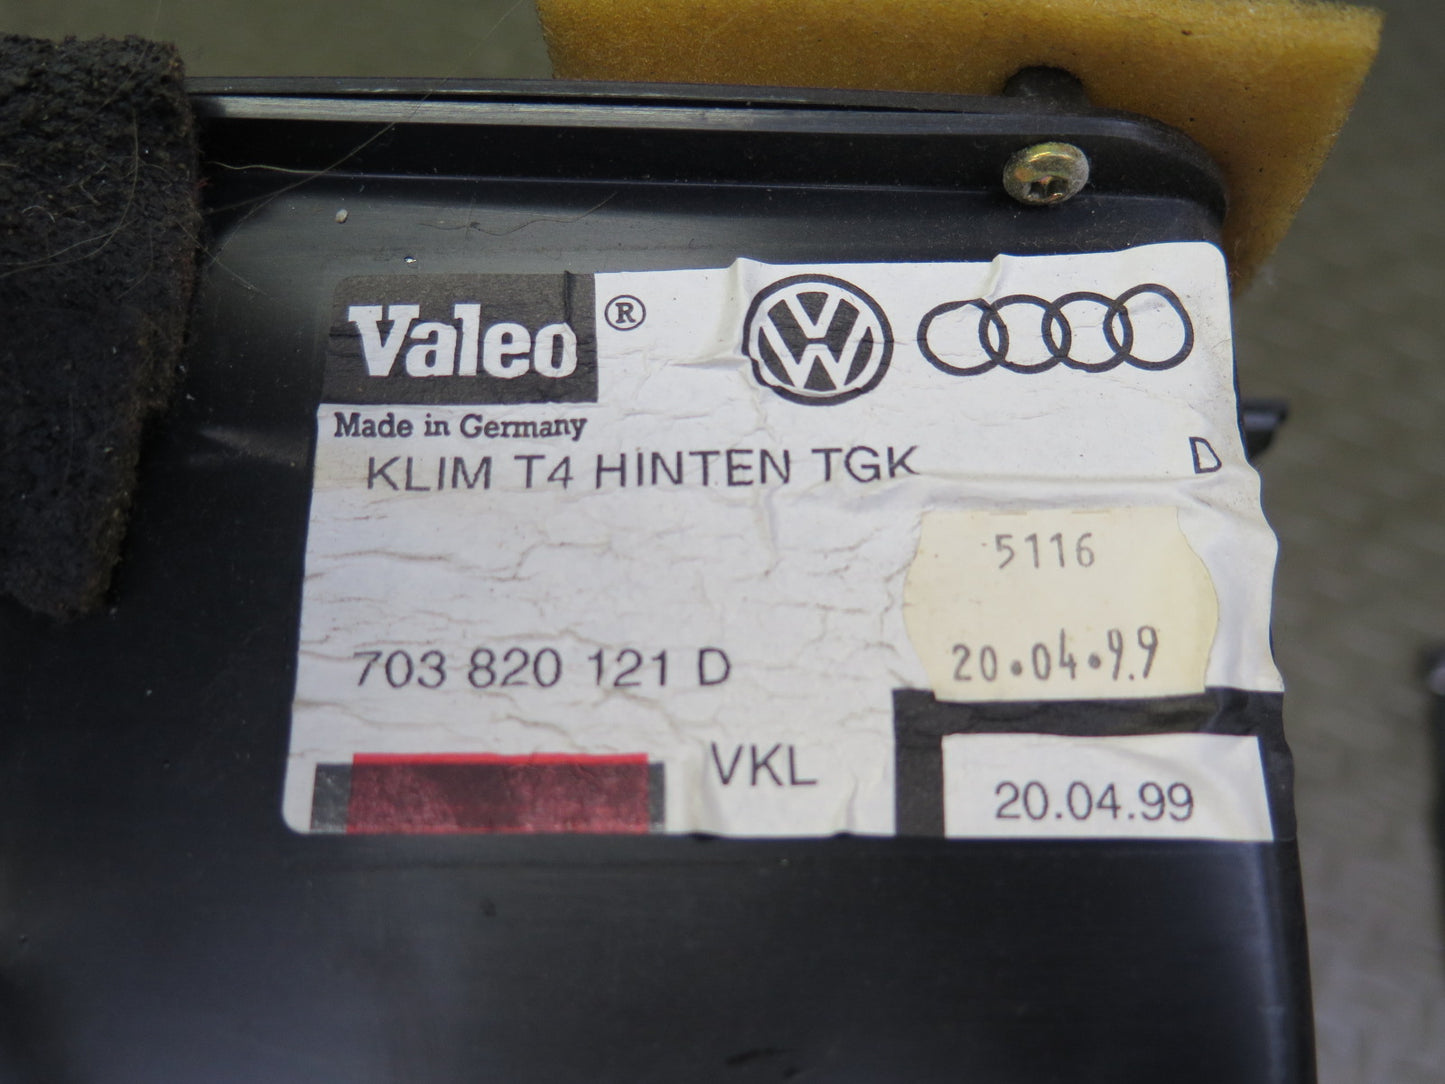 Valeo ®
Made in Germany
KLIM T4 HINTEN TGK D
5116
20.04.99
703 820 121 D
VKL
20.04.99